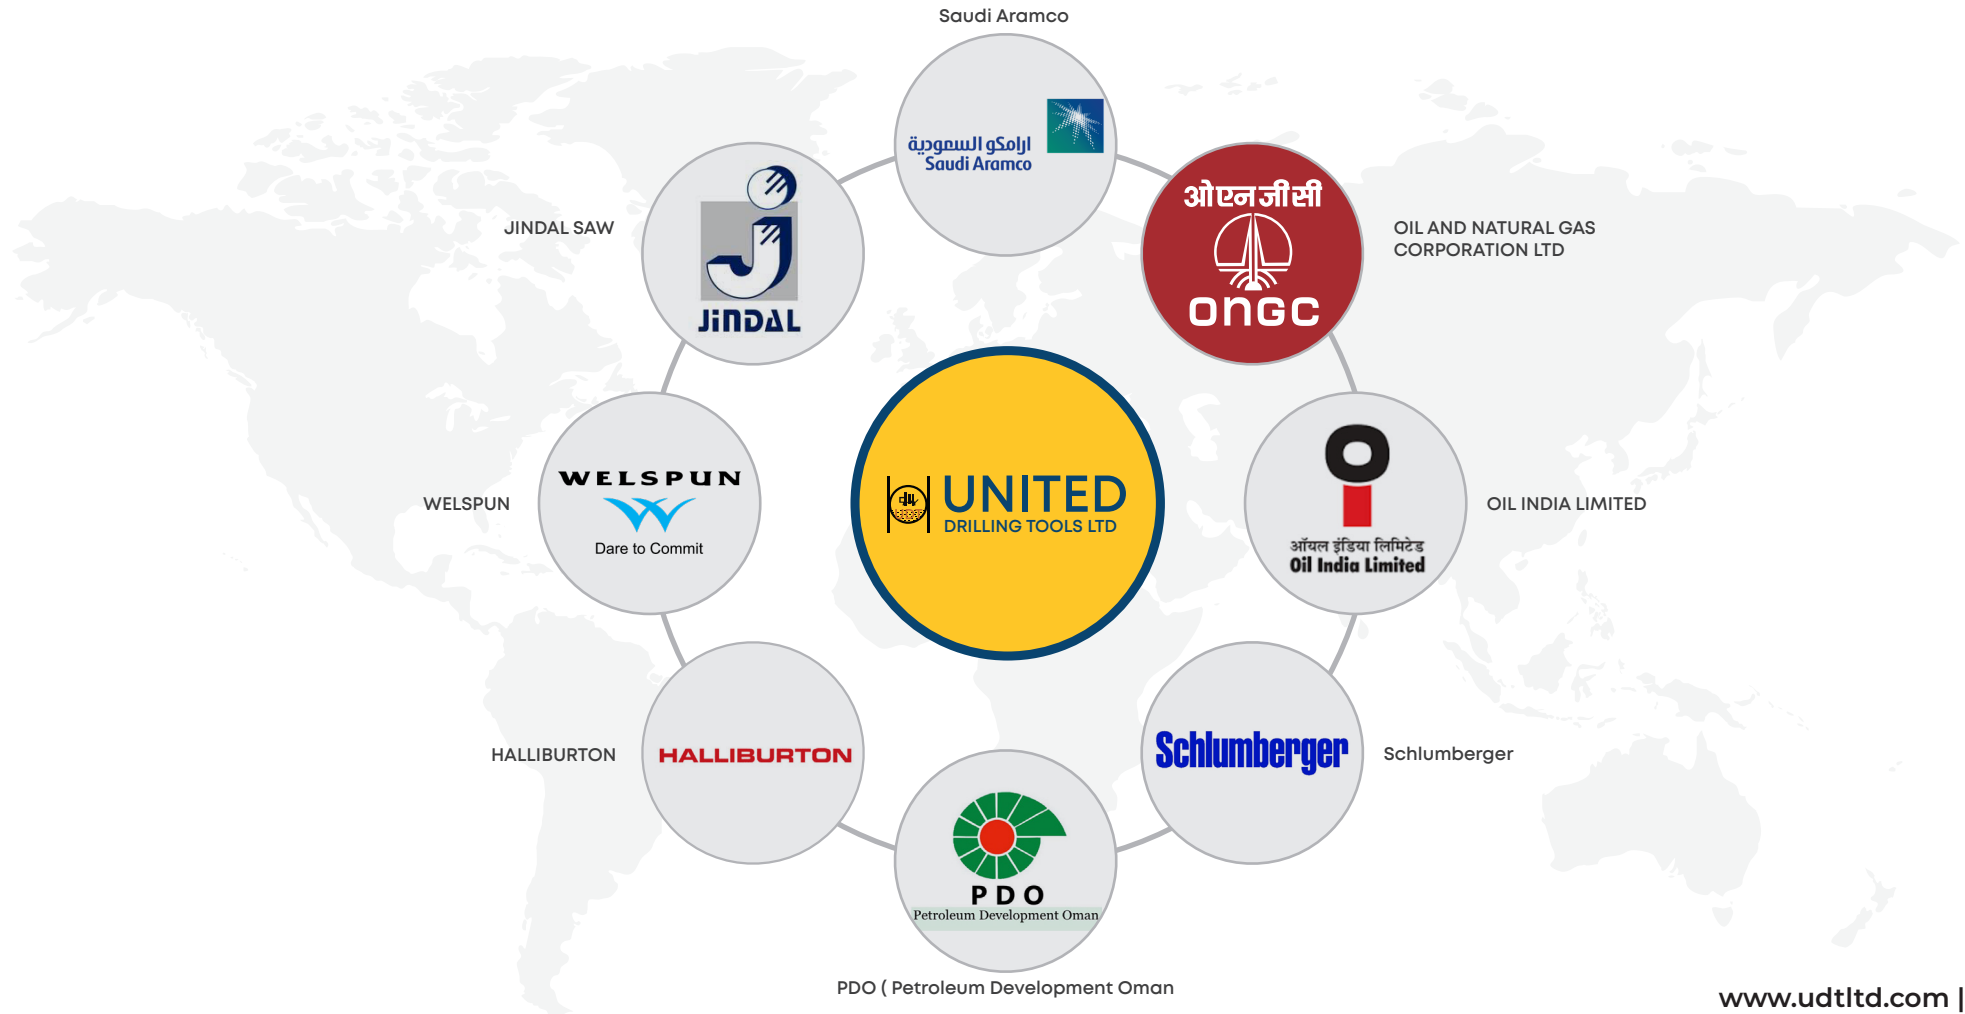 Saudi Aramco
ارامكو السعودية
Saudi Aramco
ओएनजीसी
ONGC
OIL AND NATURAL GAS
CORPORATION LTD
JINDAL SAW
JINDAL
WELSPUN
WELSPUN
Dare to Commit
UNITED
DRILLING TOOLS LTD
ऑयल इंडिया लिमिटेड
Oil India Limited
OIL INDIA LIMITED
HALLIBURTON
HALLIBURTON
Schlumberger
Schlumberger
PDO
Petroleum Development Oman
PDO ( Petroleum Development Oman
www.udtltd.com |